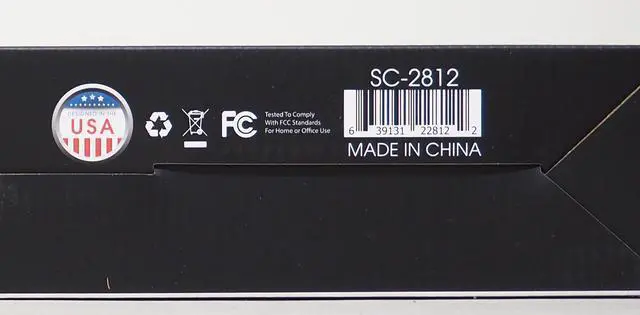 DESIGNED IN THE
USA
FC
Tested To Comply
With FCC Standards
For Home or Office Use
SC-2812
6 39131 22812 2
MADE IN CHINA